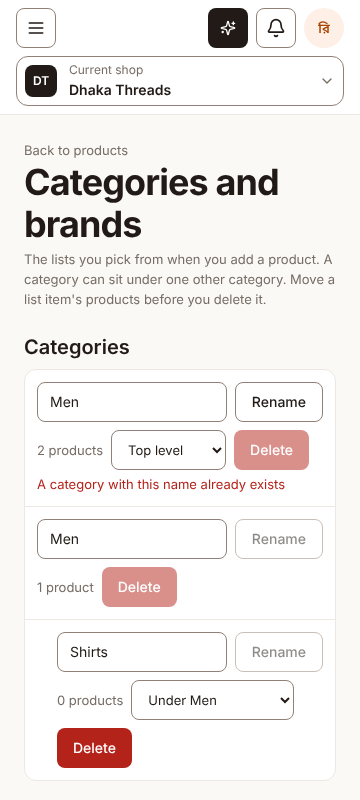 রি
DT
Current shop
Dhaka Threads
Back to products
Categories and
brands
The lists you pick from when you add a product. A
category can sit under one other category. Move a
list item's products before you delete it.
Categories
Men
Rename
2 products
Top level
Delete
A category with this name already exists
Men
Rename
1 product
Delete
Shirts
Rename
0 products
Under Men
Delete